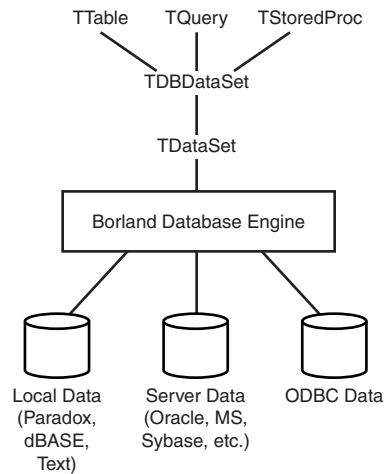 TTable TQuery TStoredProc
TDBDataSet
TDataSet
Borland Database Engine
Local Data
(Paradox,
dBASE,
Text)
Server Data
(Oracle, MS,
Sybase, etc.)
ODBC Data